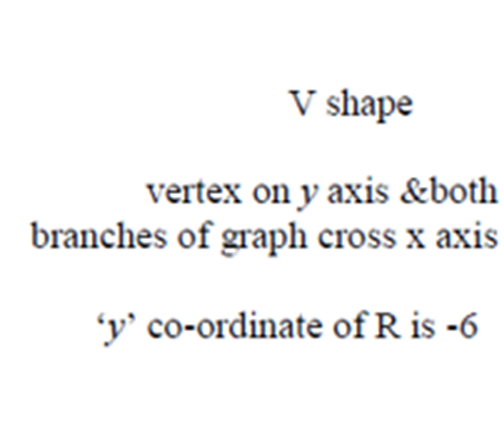 V shape
vertex on y axis &both
branches of graph cross x axis
‘y’ co-ordinate of R is -6